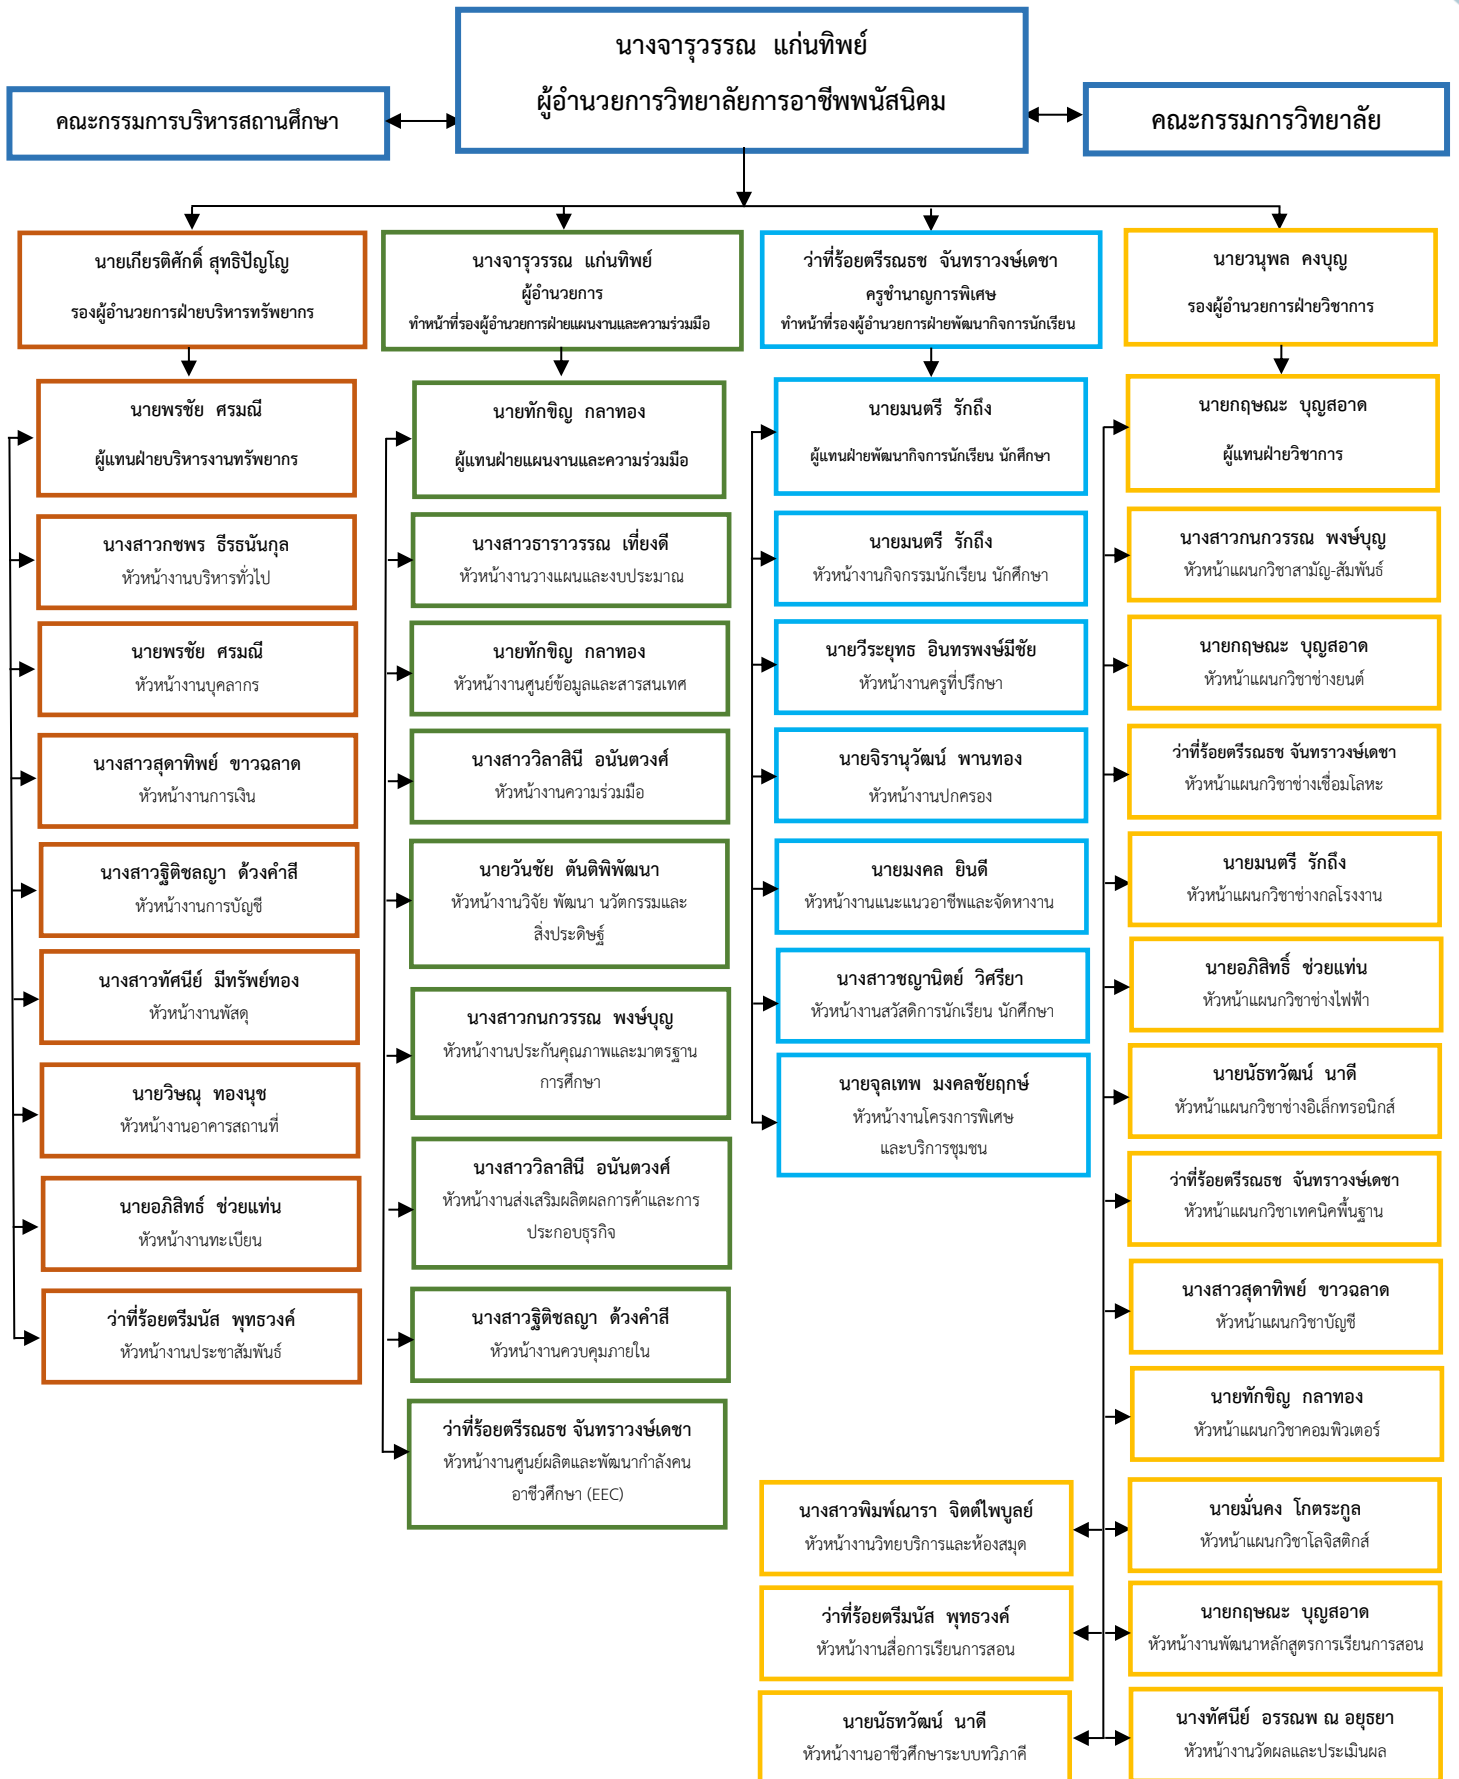 นางจารุวรรณ แก่นทิพย์
ผู้อำนวยการวิทยาลัยการอาชีพพนัสนิคม
คณะกรรมการบริหารสถานศึกษา
คณะกรรมการวิทยาลัย
นายเกียรติศักดิ์ สุทธิปัญโญ
รองผู้อำนวยการฝ่ายบริหารทรัพยากร
นางจารุวรรณ แก่นทิพย์
ผู้อำนวยการ
ทำหน้าที่รองผู้อำนวยการฝ่ายแผนงานและความร่วมมือ
ว่าที่ร้อยตรีรณธช จันทราวงษ์เดชา
ครูชำนาญการพิเศษ
ทำหน้าที่รองผู้อำนวยการฝ่ายพัฒนากิจการนักเรียน
นายวนุพล คงบุญ
รองผู้อำนวยการฝ่ายวิชาการ
นายพรชัย ศรมณี
ผู้แทนฝ่ายบริหารงานทรัพยากร
นางสาวกชพร ธีรธนันกุล
หัวหน้างานบริหารทั่วไป
นายพรชัย ศรมณี
หัวหน้างานบุคลากร
นางสาวสุดาทิพย์ ขาวฉลาด
หัวหน้างานการเงิน
นางสาวฐิติชลญา ด้วงคำสี
หัวหน้างานการบัญชี
นางสาวทัศนีย์ มีทรัพย์ทอง
หัวหน้างานพัสดุ
นายวิษณุ ทองนุช
หัวหน้างานอาคารสถานที่
นายอภิสิทธ์ ช่วยแท่น
หัวหน้างานทะเบียน
ว่าที่ร้อยตรีมนัส พุทธวงค์
หัวหน้างานประชาสัมพันธ์
นายทักขิญ กลาทอง
ผู้แทนฝ่ายแผนงานและความร่วมมือ
นางสาวธาราวรรณ เที่ยงดี
หัวหน้างานวางแผนและงบประมาณ
นายทักขิญ กลาทอง
หัวหน้างานศูนย์ข้อมูลและสารสนเทศ
นางสาววิลาสินี อนันตวงศ์
หัวหน้างานความร่วมมือ
นายวันชัย ตันติพิพัฒนา
หัวหน้างานวิจัย พัฒนา นวัตกรรมและ
สิ่งประดิษฐ์
นางสาวกนกวรรณ พงษ์บุญ
หัวหน้างานประกันคุณภาพและมาตรฐาน
การศึกษา
นางสาววิลาสินี อนันตวงศ์
หัวหน้างานส่งเสริมผลิตผลการค้าและการ
ประกอบธุรกิจ
นางสาวฐิติชลญา ด้วงคำสี
หัวหน้างานควบคุมภายใน
ว่าที่ร้อยตรีรณธช จันทราวงษ์เดชา
หัวหน้างานศูนย์ผลิตและพัฒนากำลังคน
อาชีวศึกษา (EEC)
นายมนตรี รักถึง
ผู้แทนฝ่ายพัฒนากิจการนักเรียน นักศึกษา
นายมนตรี รักถึง
หัวหน้างานกิจกรรมนักเรียน นักศึกษา
นายวีระยุทธ อินทรพงษ์มีชัย
หัวหน้างานครูที่ปรึกษา
นายจิรานุวัฒน์ พานทอง
หัวหน้างานปกครอง
นายมงคล ยินดี
หัวหน้างานแนะแนวอาชีพและจัดหางาน
นางสาวชญานิตย์ วิศรียา
หัวหน้างานสวัสดิการนักเรียน นักศึกษา
นายจุลเทพ มงคลชัยฤกษ์
หัวหน้างานโครงการพิเศษ
และบริการชุมชน
นายกฤษณะ บุญสอาด
ผู้แทนฝ่ายวิชาการ
นางสาวกนกวรรณ พงษ์บุญ
หัวหน้าแผนกวิชาสามัญ-สัมพันธ์
นายกฤษณะ บุญสอาด
หัวหน้าแผนกวิชาช่างยนต์
ว่าที่ร้อยตรีรณธช จันทราวงษ์เดชา
หัวหน้าแผนกวิชาช่างเชื่อมโลหะ
นายมนตรี รักถึง
หัวหน้าแผนกวิชาช่างกลโรงงาน
นายอภิสิทธิ์ ช่วยแท่น
หัวหน้าแผนกวิชาช่างไฟฟ้า
นายนัธทวัฒน์ นาดี
หัวหน้าแผนกวิชาช่างอิเล็กทรอนิกส์
ว่าที่ร้อยตรีรณธช จันทราวงษ์เดชา
หัวหน้าแผนกวิชาเทคนิคพื้นฐาน
นางสาวสุดาทิพย์ ขาวฉลาด
หัวหน้าแผนกวิชาบัญชี
นายทักขิญ กลาทอง
หัวหน้าแผนกวิชาคอมพิวเตอร์
นางสาวพิมพ์ณารา จิตต์ไพบูลย์
หัวหน้างานวิทยบริการและห้องสมุด
นายมั่นคง โกตระกูล
หัวหน้าแผนกวิชาโลจิสติกส์
ว่าที่ร้อยตรีมนัส พุทธวงค์
หัวหน้างานสื่อการเรียนการสอน
นายกฤษณะ บุญสอาด
หัวหน้างานพัฒนาหลักสูตรการเรียนการสอน
นายนัธทวัฒน์ นาดี
หัวหน้างานอาชีวศึกษาระบบทวิภาคี
นางทัศนีย์ อรรณพ ณ อยุธยา
หัวหน้างานวัดผลและประเมินผล